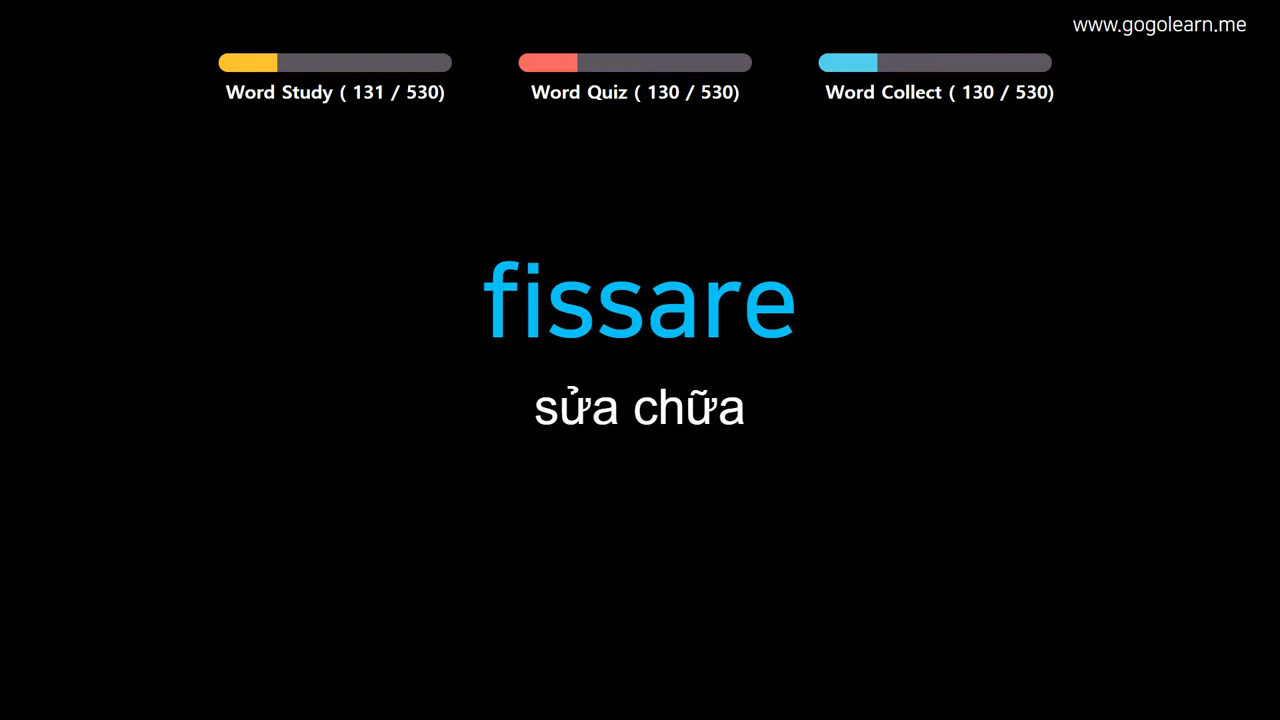 www.gogolearn.me
Word Study ( 131 / 530)
Word Quiz ( 130 / 530)
Word Collect ( 130 / 530)
fissare
sửa chữa